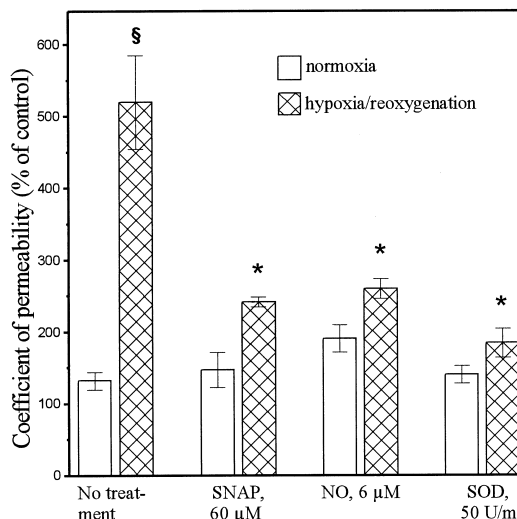 Coefficient of permeability (% of control)
600
500
400
300
200
100
0
§
*
*
*
normoxia
hypoxia/reoxygenation
No treat-
ment
SNAP,
60 µM
NO, 6 µM
SOD,
50 U/m